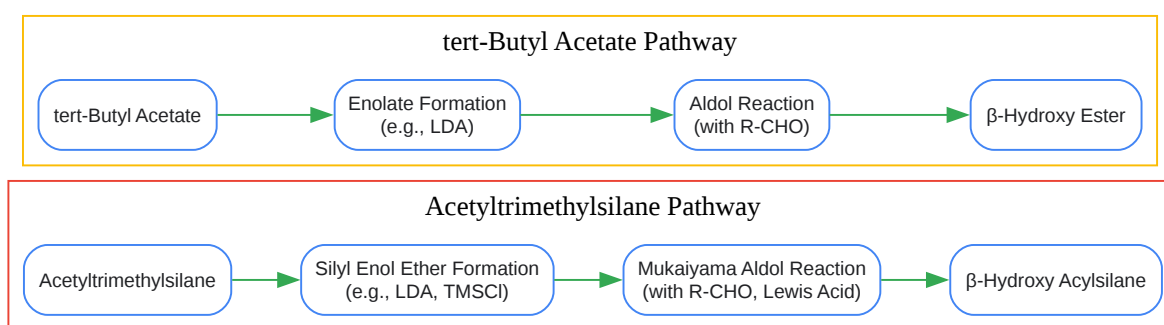 tert-Butyl Acetate Pathway
tert-Butyl Acetate
Enolate Formation
(e.g., LDA)
Aldol Reaction
(with R-CHO)
β-Hydroxy Ester
Acetyltrimethylsilane Pathway
Acetyltrimethylsilane
Silyl Enol Ether Formation
(e.g., LDA, TMSCl)
Mukaiyama Aldol Reaction
(with R-CHO, Lewis Acid)
β-Hydroxy Acylsilane